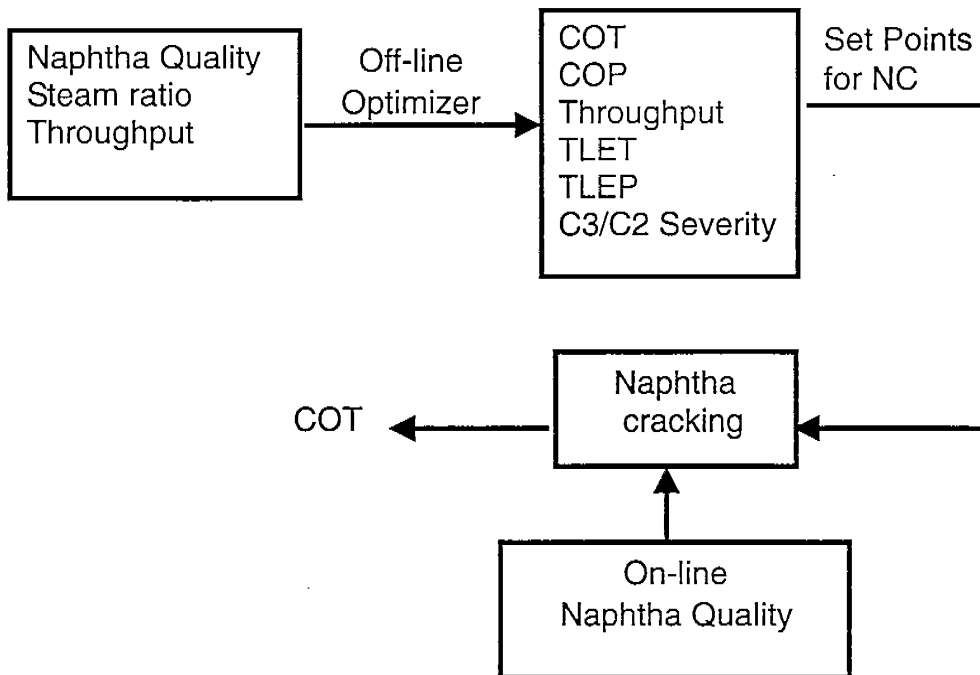 Naphtha Quality
Steam ratio
Throughput
Off-line
Optimizer
COT
COP
Throughput
TLET
TLEP
C3/C2 Severity
Set Points
for NC
COT
Naphtha
cracking
On-line
Naphtha Quality